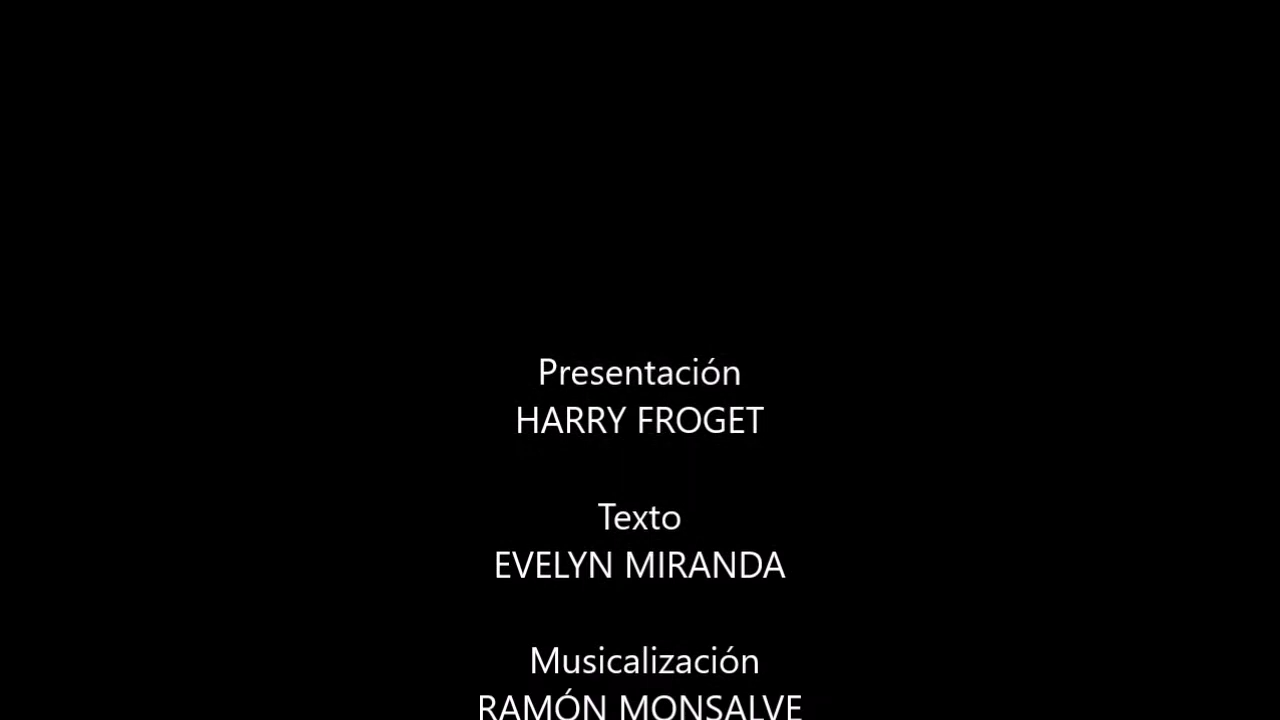 Presentación
HARRY FROGET
Texto
EVELYN MIRANDA
Musicalización
RAMÓN MONSALVE